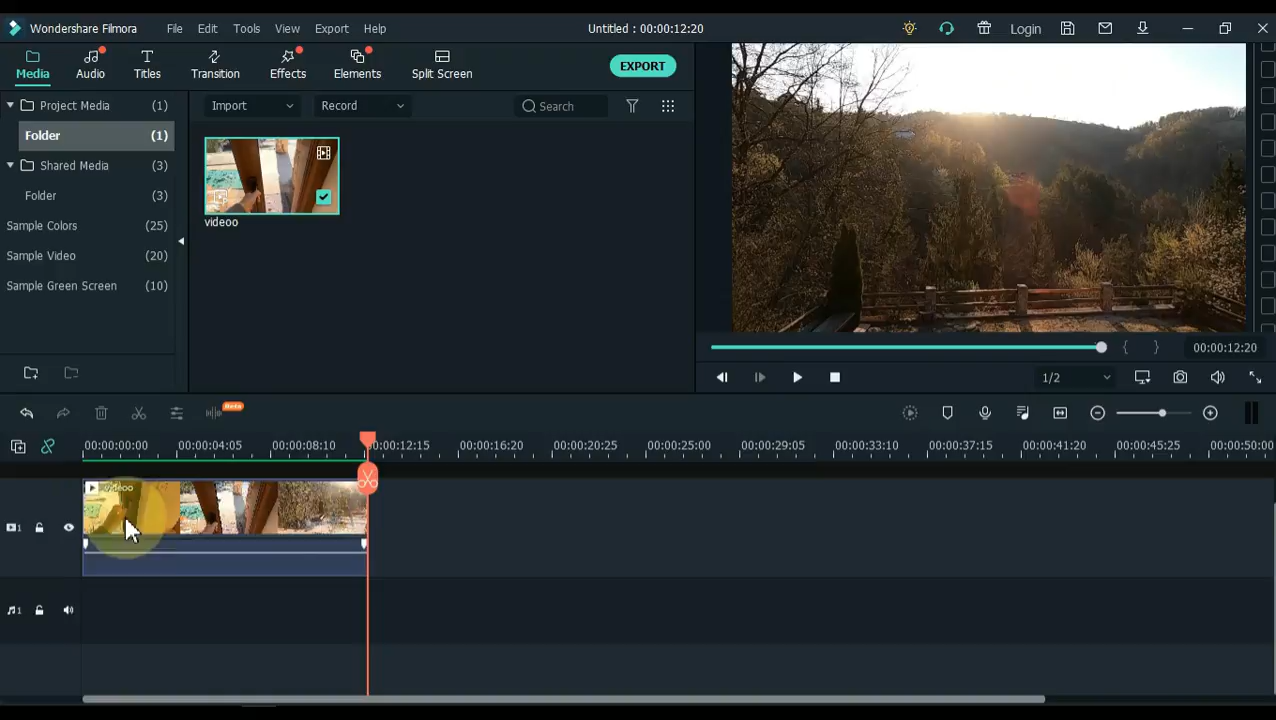 Wondershare Filmora File Edit Tools View Export Help Untitled : 00:00:12:20 Login
Media Audio Titles Transition Effects Elements Split Screen EXPORT
Project Media (1) Import Record Search
Folder (1)
Shared Media (3)
Folder (3)
videoo
Sample Colors (25)
Sample Video (20)
Sample Green Screen (10)
00:00:12:20
1/2
Beta
00:00:00:00 00:00:04:05 00:00:08:10 00:00:12:15 00:00:16:20 00:00:20:25 00:00:25:00 00:00:29:05 00:00:33:10 00:00:37:15 00:00:41:20 00:00:45:25 00:00:50:00
videoo
1
1